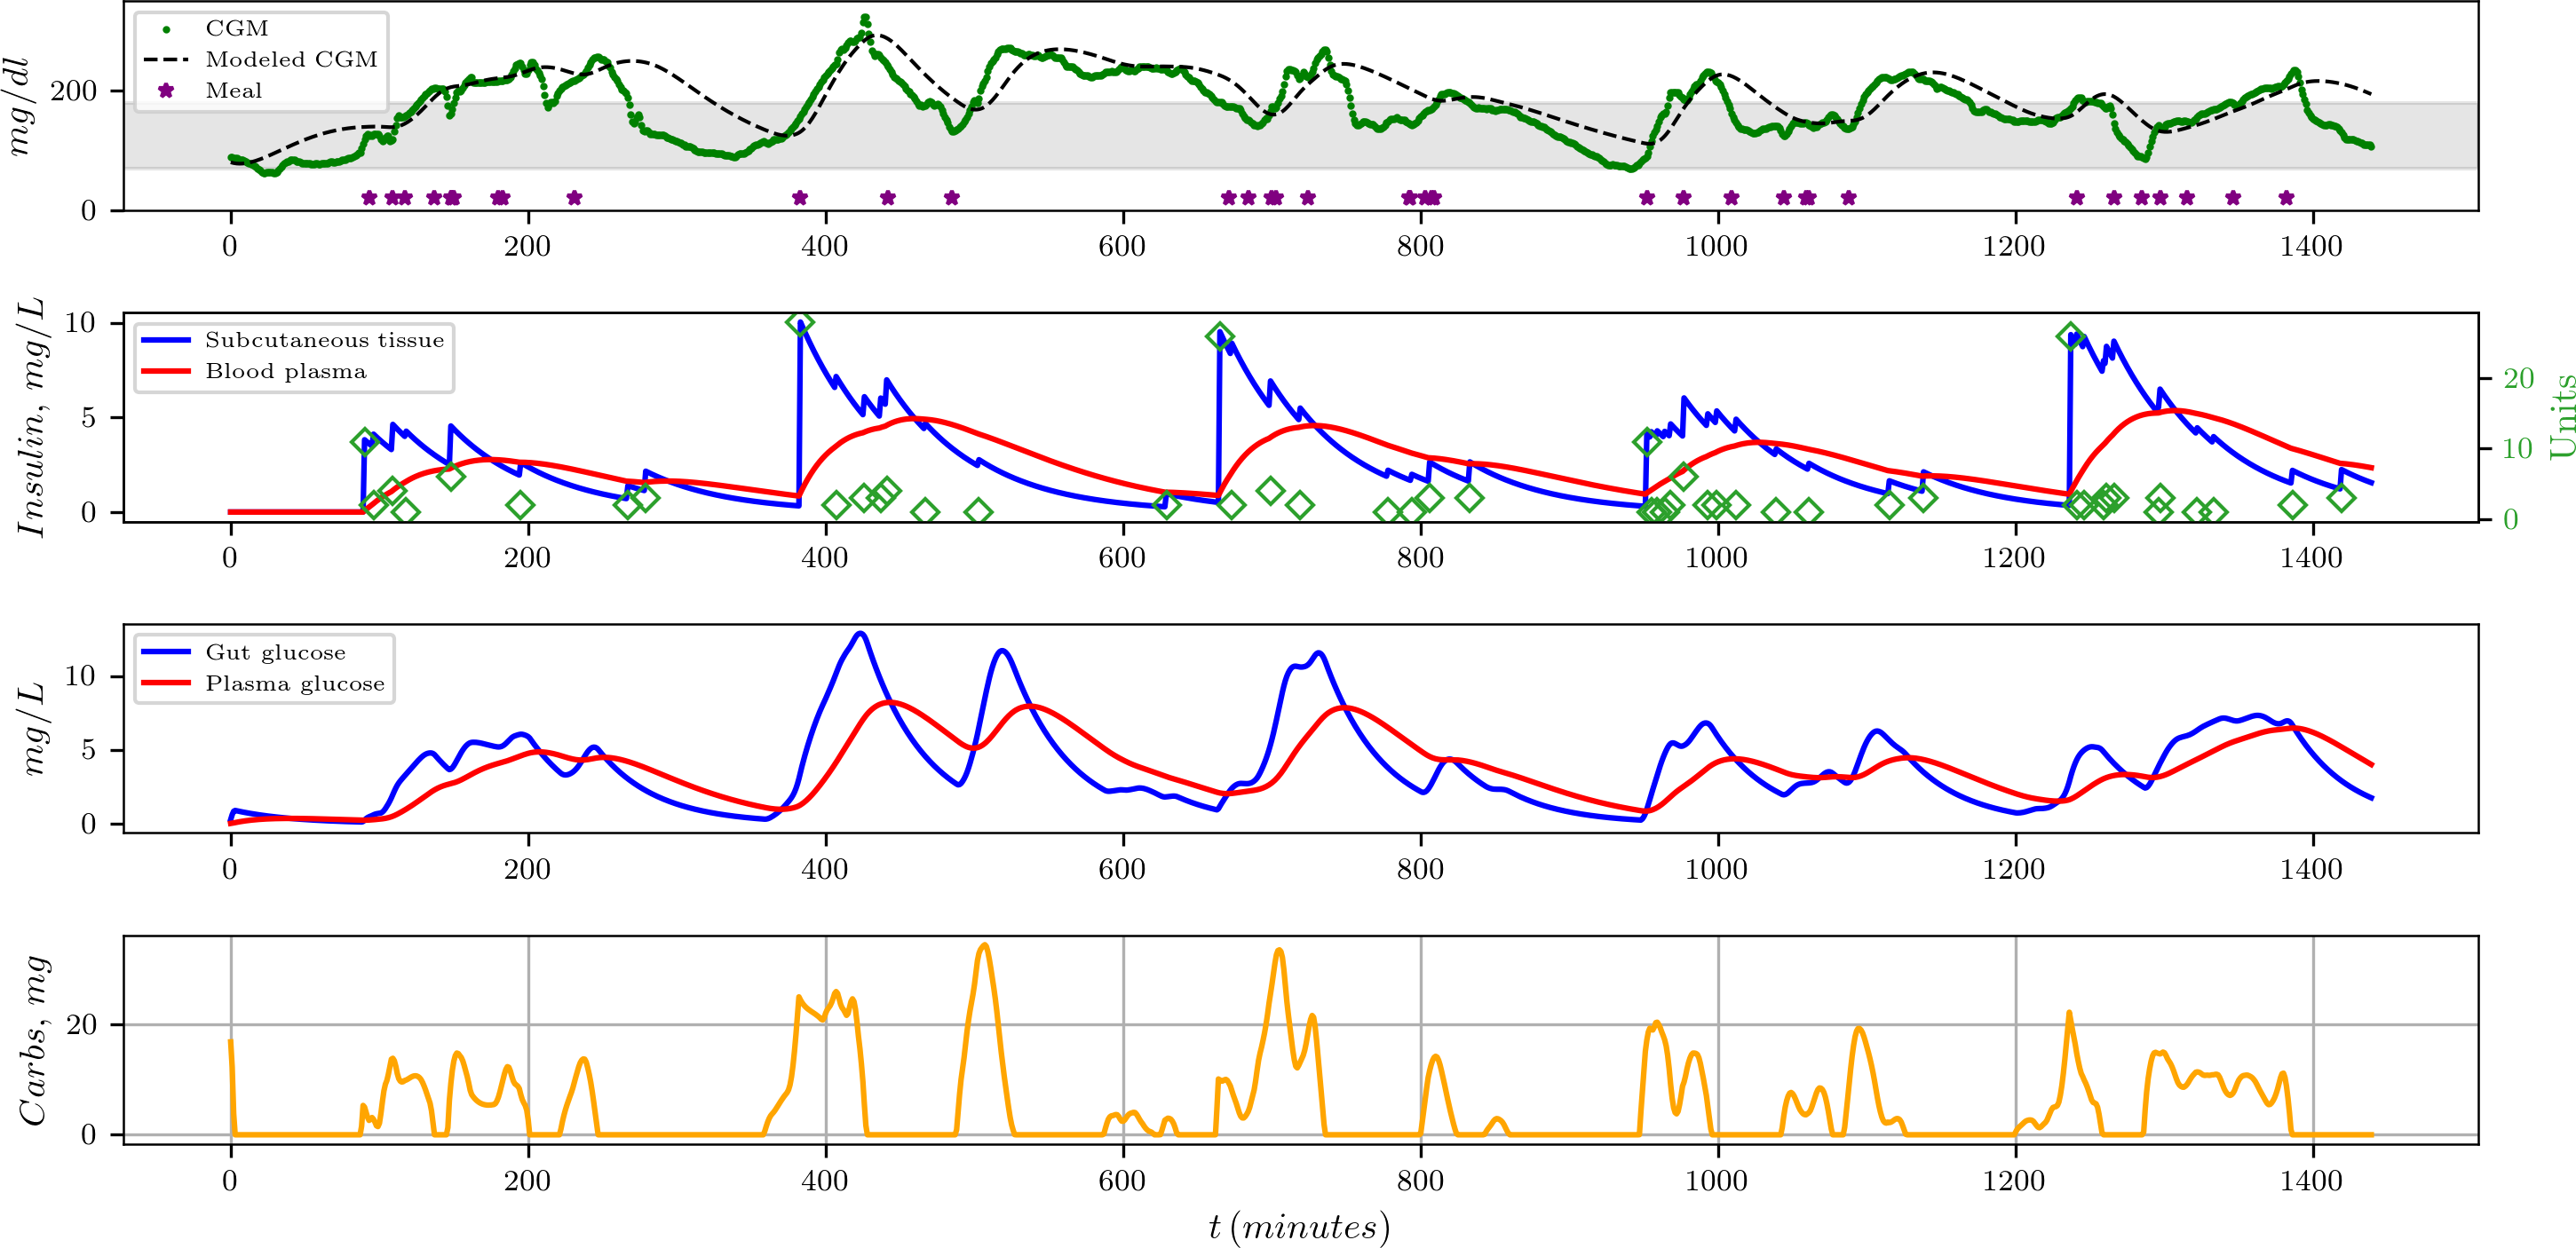 mg/dl
200
0
CGM
Modeled CGM
Meal
0 200 400 600 800 1000 1200 1400
Insulin, mg/L
10
5
0
Subcutaneous tissue
Blood plasma
20
10
0
Units
0 200 400 600 800 1000 1200 1400
mg/L
10
5
0
Gut glucose
Plasma glucose
0 200 400 600 800 1000 1200 1400
Carbs, mg
20
0
0 200 400 600 800 1000 1200 1400
t (minutes)